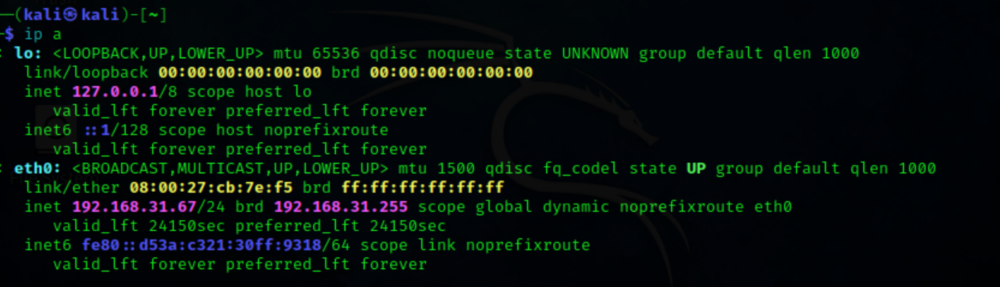 —(kali㉿kali)-[~]
-$ ip a
: lo: <LOOPBACK,UP,LOWER_UP> mtu 65536 qdisc noqueue state UNKNOWN group default qlen 1000
link/loopback 00:00:00:00:00:00 brd 00:00:00:00:00:00
inet 127.0.0.1/8 scope host lo
valid_lft forever preferred_lft forever
inet6 ::1/128 scope host noprefixroute
valid_lft forever preferred_lft forever
: eth0: <BROADCAST,MULTICAST,UP,LOWER_UP> mtu 1500 qdisc fq_codel state UP group default qlen 1000
link/ether 08:00:27:cb:7e:f5 brd ff:ff:ff:ff:ff:ff
inet 192.168.31.67/24 brd 192.168.31.255 scope global dynamic noprefixroute eth0
valid_lft 24150sec preferred_lft 24150sec
inet6 fe80::d53a:c321:30ff:9318/64 scope link noprefixroute
valid_lft forever preferred_lft forever